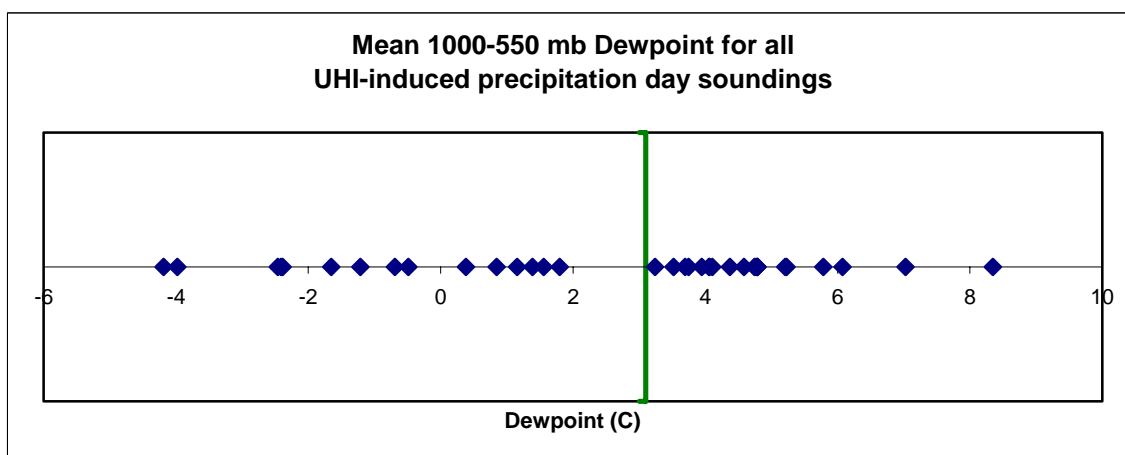 Mean 1000-550 mb Dewpoint for all
UHI-induced precipitation day soundings
-6 -4 -2 0 2 4 6 8 10
Dewpoint (C)